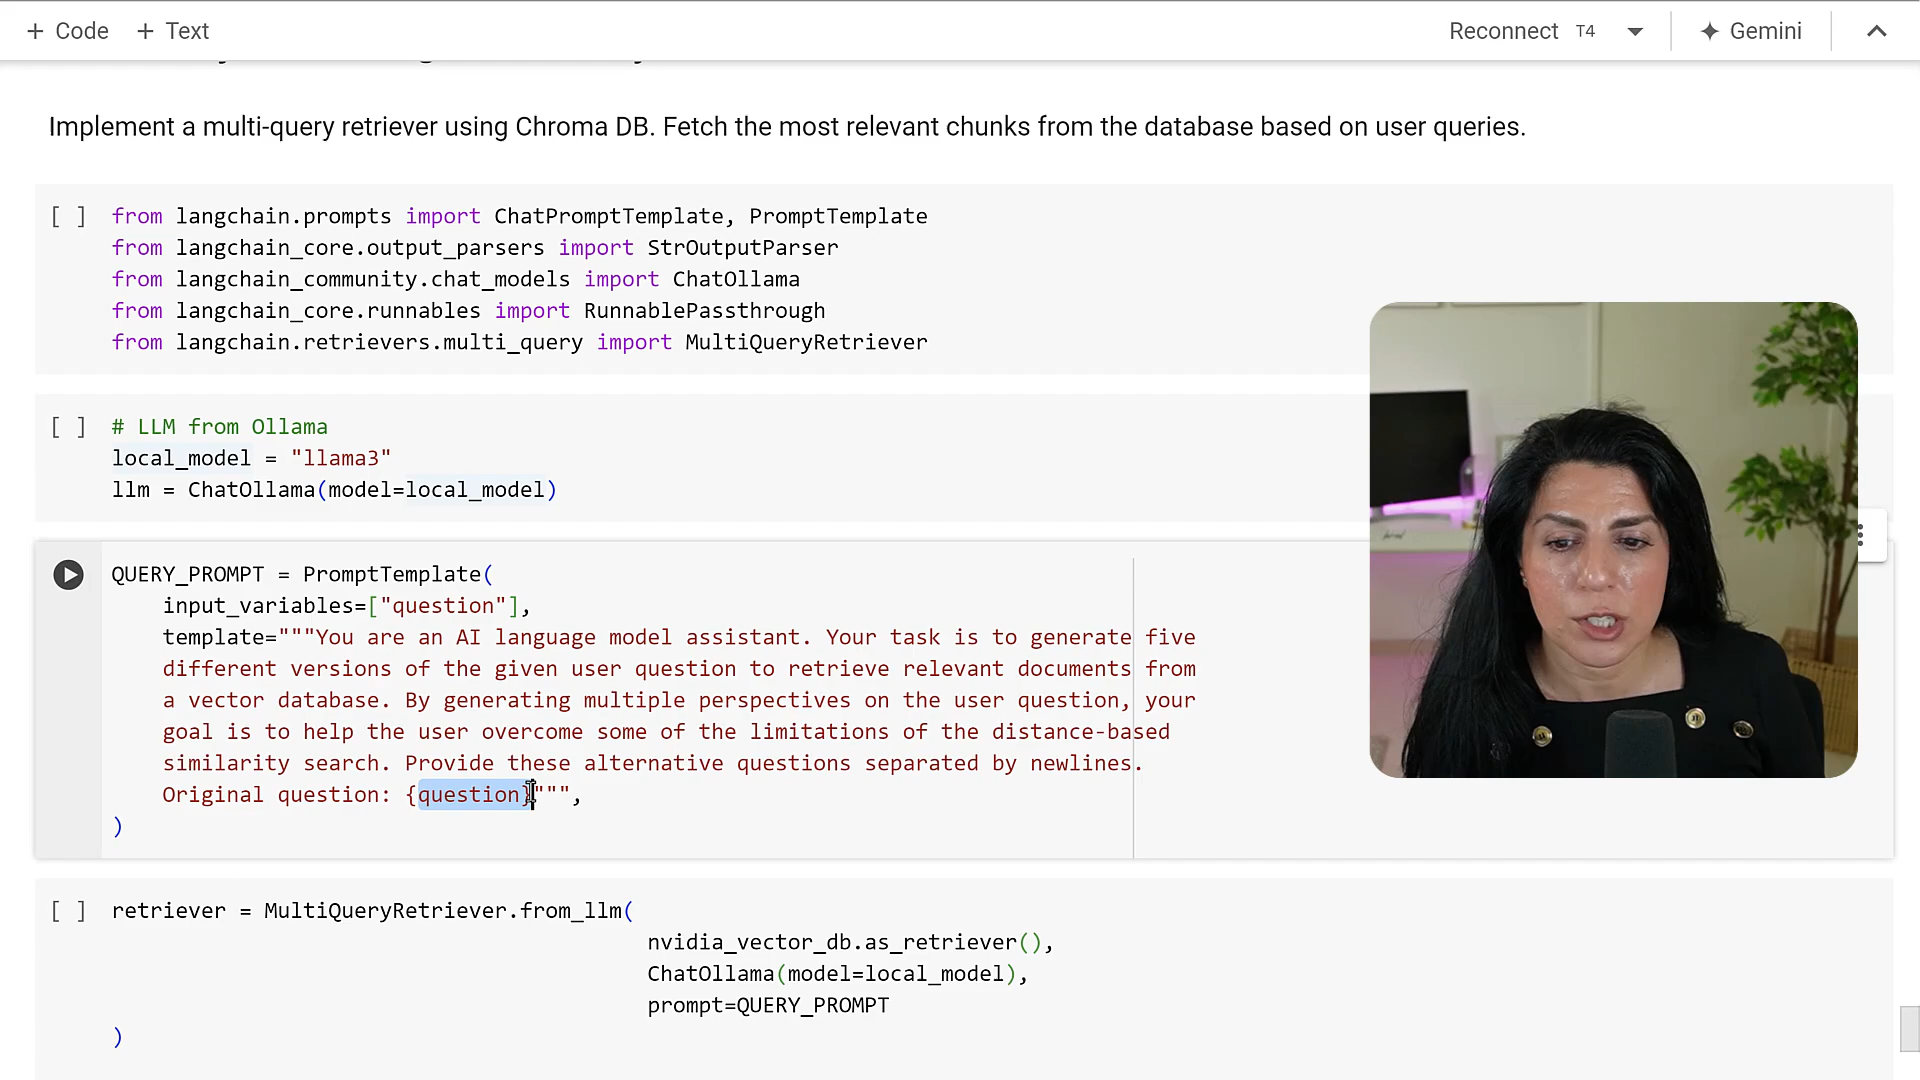 + Code + Text Reconnect T4 Gemini
Implement a multi-query retriever using Chroma DB. Fetch the most relevant chunks from the database based on user queries.
[ ] from langchain.prompts import ChatPromptTemplate, PromptTemplate
from langchain_core.output_parsers import StrOutputParser
from langchain_community.chat_models import ChatOllama
from langchain_core.runnables import RunnablePassthrough
from langchain.retrievers.multi_query import MultiQueryRetriever
[ ] # LLM from Ollama
local_model = "llama3"
llm = ChatOllama(model=local_model)
QUERY_PROMPT = PromptTemplate(
input_variables=["question"],
template="""You are an AI language model assistant. Your task is to generate five
different versions of the given user question to retrieve relevant documents from
a vector database. By generating multiple perspectives on the user question, your
goal is to help the user overcome some of the limitations of the distance-based
similarity search. Provide these alternative questions separated by newlines.
Original question: {question}""",
)
[ ] retriever = MultiQueryRetriever.from_llm(
nvidia_vector_db.as_retriever(),
ChatOllama(model=local_model),
prompt=QUERY_PROMPT
)